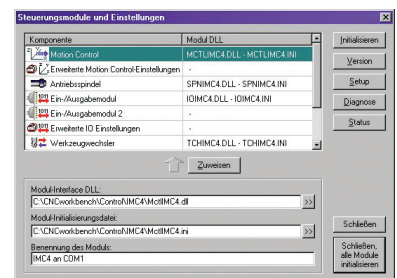 Steuerungsmodule und Einstellungen
Komponente Modul DLL
Motion Control MCTLIMC4.DLL - MCTLIMC4.INI
Erweiterte Motion Control-Einstellungen -
Antriebsspindel SPNIMC4.DLL - SPNIMC4.INI
Ein-/Ausgabemodul IOIMC4.DLL - IOIMC4.INI
Ein-/Ausgabemodul 2 -
Erweiterte IO Einstellungen -
Werkzeugwechsler TCHIMC4.DLL - TCHIMC4.INI
Initialisieren
Version
Setup
Diagnose
Status
Zuweisen
Modul-Interface DLL:
C:\CNCworkbench\Control\IMC4\MctlIMC4.dll >>
Modul-Initialisierungsdatei:
C:\CNCworkbench\Control\IMC4\MctlIMC4.ini >>
Benennung des Moduls:
IMC4 an COM1
Schließen
Schließen,
alle Module
initialisieren